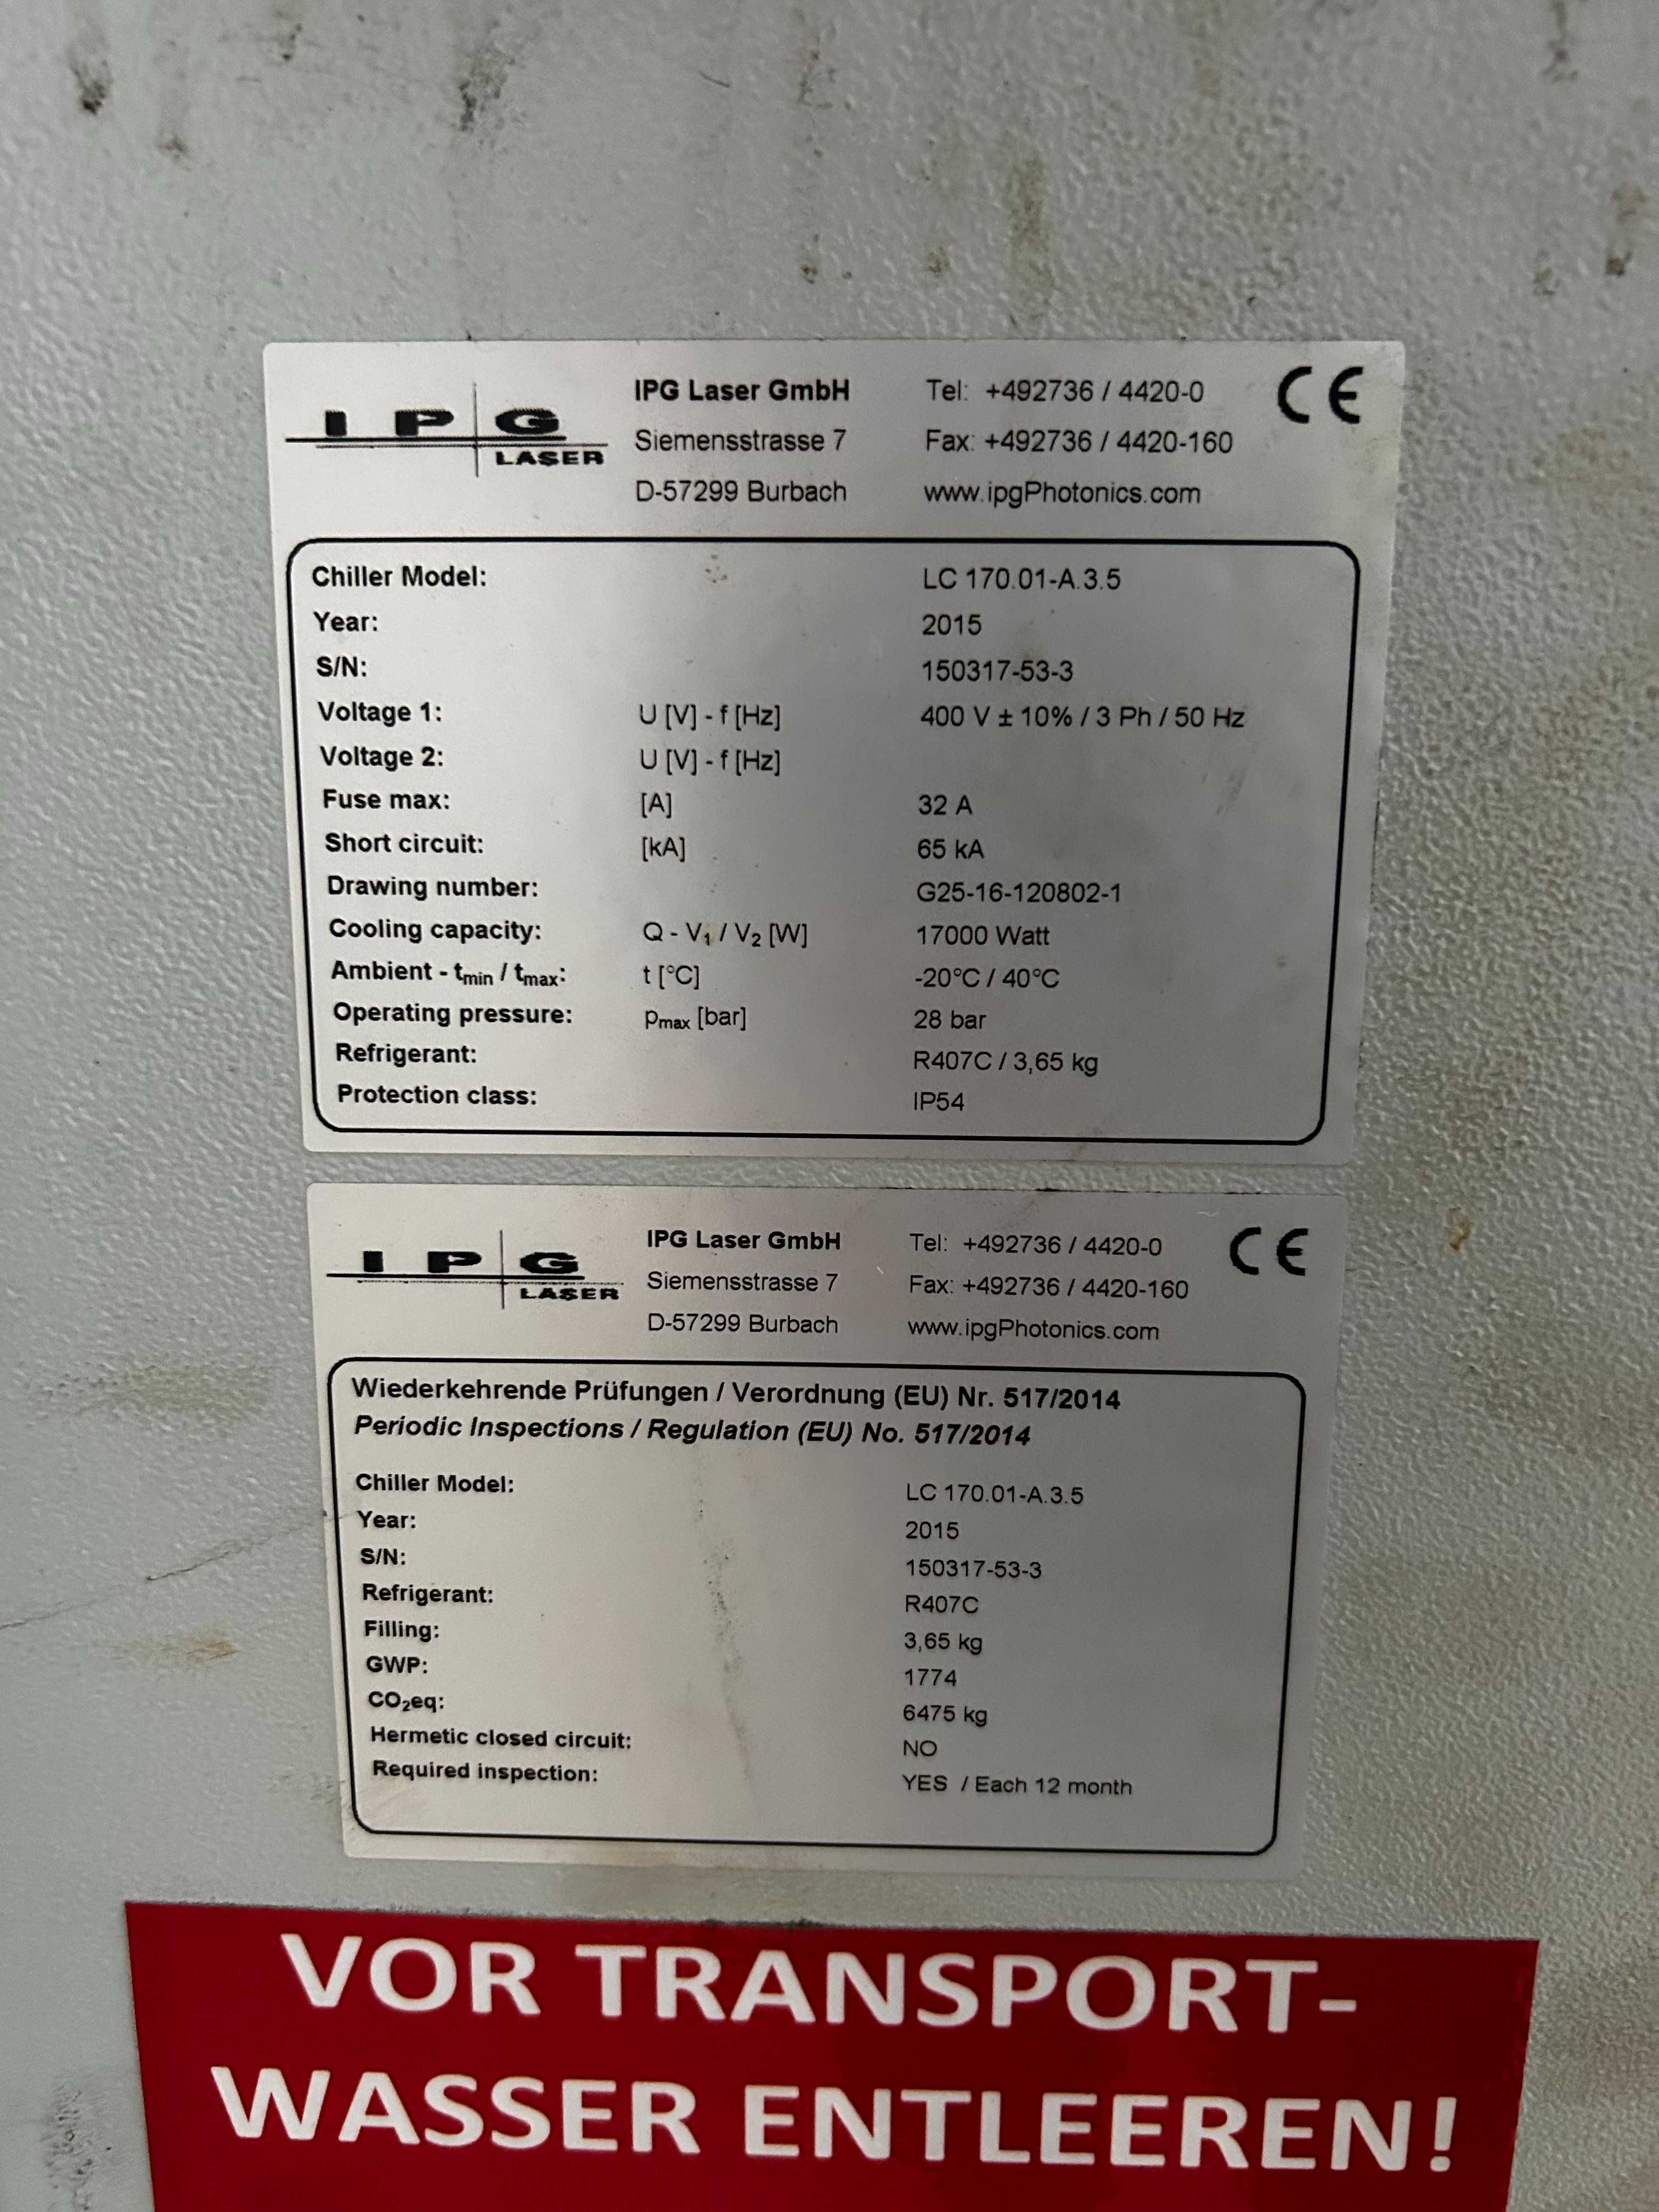 IPG LASER
IPG Laser GmbH
Siemensstrasse 7
D-57299 Burbach
Tel: +492736 / 4420-0
Fax: +492736 / 4420-160
www.ipgPhotonics.com
CE
Chiller Model: LC 170.01-A.3.5
Year: 2015
S/N: 150317-53-3
Voltage 1: U [V] - f [Hz] 400 V ± 10% / 3 Ph / 50 Hz
Voltage 2: U [V] - f [Hz]
Fuse max: [A] 32 A
Short circuit: [kA] 65 kA
Drawing number: G25-16-120802-1
Cooling capacity: Q - V₁ / V₂ [W] 17000 Watt
Ambient - tmin / tmax: t [°C] -20°C / 40°C
Operating pressure: pmax [bar] 28 bar
Refrigerant: R407C / 3,65 kg
Protection class: IP54
IPG LASER
IPG Laser GmbH
Siemensstrasse 7
D-57299 Burbach
Tel: +492736 / 4420-0
Fax: +492736 / 4420-160
www.ipgPhotonics.com
CE
Wiederkehrende Prüfungen / Verordnung (EU) Nr. 517/2014
Periodic Inspections / Regulation (EU) No. 517/2014
Chiller Model: LC 170.01-A.3.5
Year: 2015
S/N: 150317-53-3
Refrigerant: R407C
Filling: 3,65 kg
GWP: 1774
CO₂eq: 6475 kg
Hermetic closed circuit: NO
Required inspection: YES / Each 12 month
VOR TRANSPORT-
WASSER ENTLEEREN!